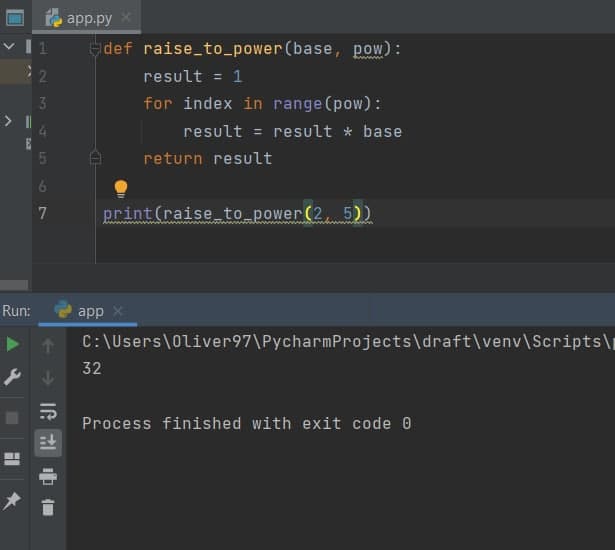 app.py
1 def raise_to_power(base, pow):
2     result = 1
3     for index in range(pow):
4         result = result * base
5     return result
6
7 print(raise_to_power(2, 5))
Run: app
C:\Users\Oliver97\PycharmProjects\draft\venv\Scripts\
32
Process finished with exit code 0